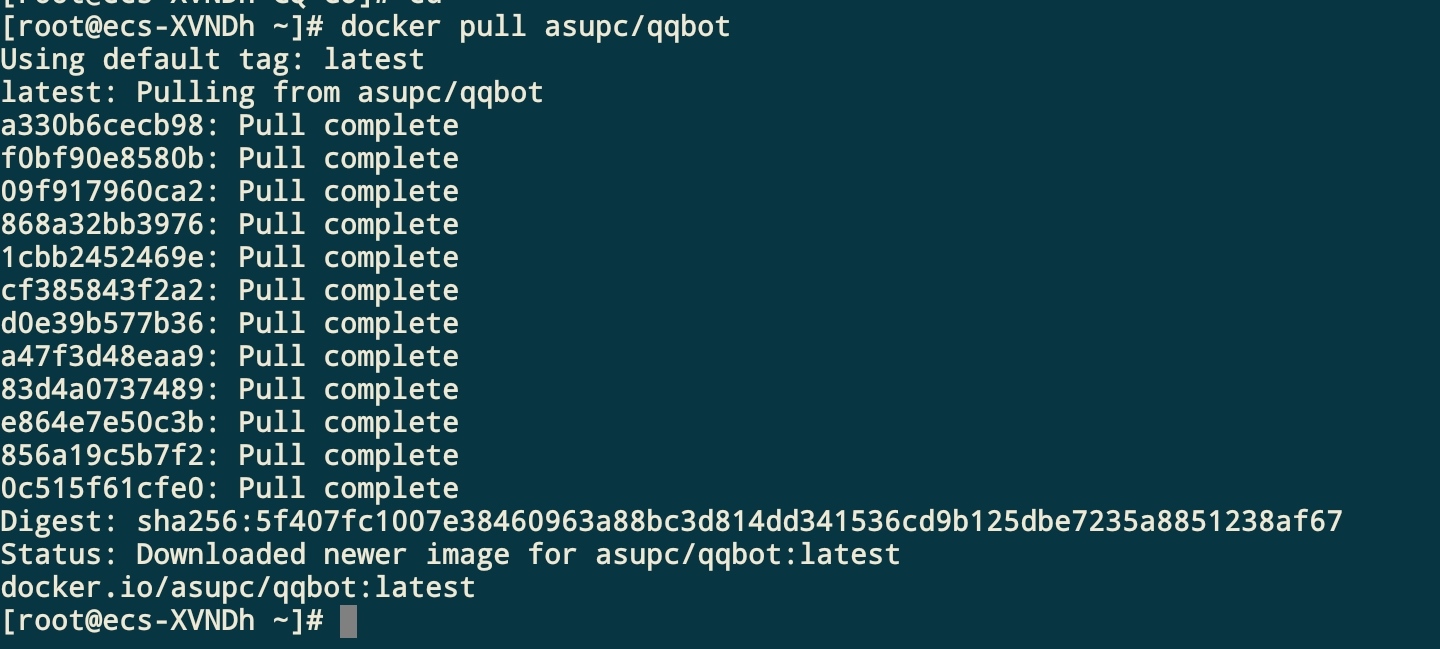 [root@ecs-XVNDh ~]# docker pull asupc/qqbot
Using default tag: latest
latest: Pulling from asupc/qqbot
a330b6cecb98: Pull complete
f0bf90e8580b: Pull complete
09f917960ca2: Pull complete
868a32bb3976: Pull complete
1cbb2452469e: Pull complete
cf385843f2a2: Pull complete
d0e39b577b36: Pull complete
a47f3d48eaa9: Pull complete
83d4a0737489: Pull complete
e864e7e50c3b: Pull complete
856a19c5b7f2: Pull complete
0c515f61cfe0: Pull complete
Digest: sha256:5f407fc1007e38460963a88bc3d814dd341536cd9b125dbe7235a8851238af67
Status: Downloaded newer image for asupc/qqbot:latest
docker.io/asupc/qqbot:latest
[root@ecs-XVNDh ~]#